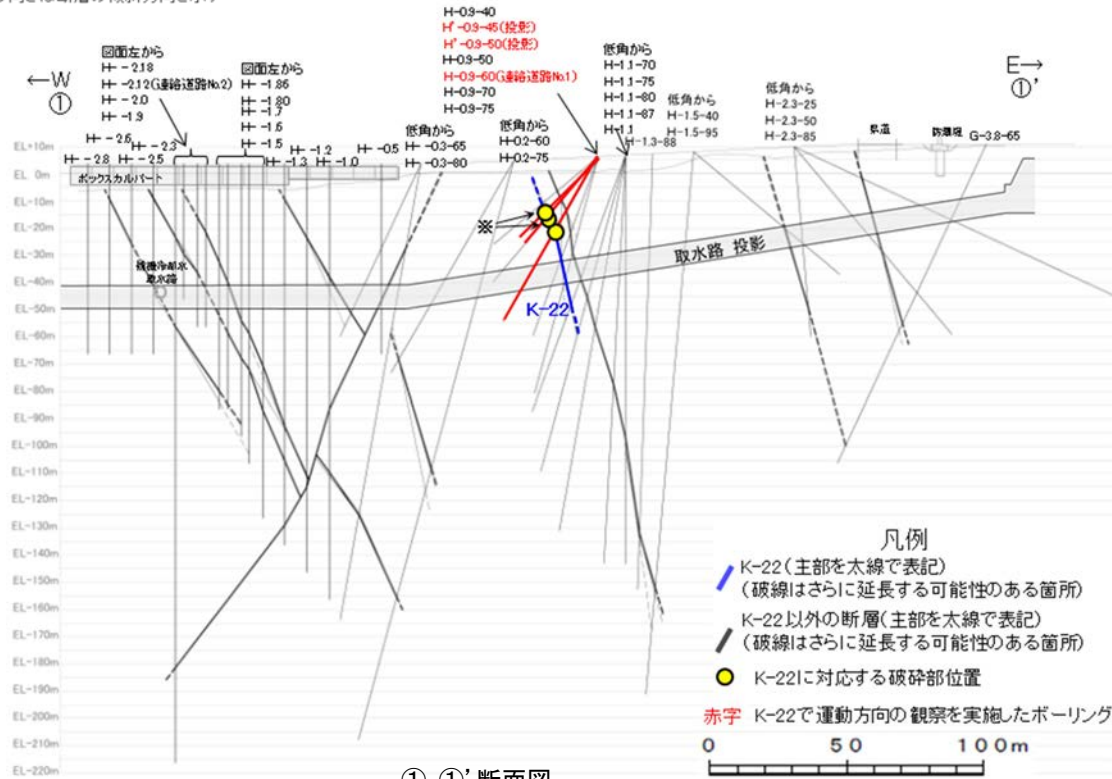 ←W
①
図面左から
H- -2.18
H- -2.12(連絡道路No.2)
H- -2.0
H- -1.9
図面左から
H- -1.86
H- -1.80
H- -1.7
H- -1.6
H- -1.5
H-0.9-40
H'-0.9-45(投影)
H'-0.9-50(投影)
H-0.9-50
H-0.9-60(連絡道路No.1)
H-0.9-70
H-0.9-75
低角から
H-1.1-70
H-1.1-75
H-1.1-80
H-1.1-87
H-1.1
低角から
H-1.5-40
H-1.5-95
低角から
H-2.3-25
H-2.3-50
H-2.3-85
E→
①'
県道
防潮堤
G-3.8-65
H-1.3-88
低角から
H-0.2-60
H-0.2-75
低角から
H- -0.3-65
H- -0.3-80
H- -2.8
H- -2.6
H- -2.5
H- -2.3
H- -1.3
H- -1.2
H- -1.0
H- -0.5
ボックスカルバート
補機冷却水
取水路
※
取水路 投影
K-22
EL+10m
EL 0m
EL-10m
EL-20m
EL-30m
EL-40m
EL-50m
EL-60m
EL-70m
EL-80m
EL-90m
EL-100m
EL-110m
EL-120m
EL-130m
EL-140m
EL-150m
EL-160m
EL-170m
EL-180m
EL-190m
EL-200m
EL-210m
EL-220m
凡例
K-22(主部を太線で表記)
(破線はさらに延長する可能性のある箇所)
K-22以外の断層(主部を太線で表記)
(破線はさらに延長する可能性のある箇所)
K-22に対応する破砕部位置
赤字 K-22で運動方向の観察を実施したボーリング
0 50 100m
①-①'断面図